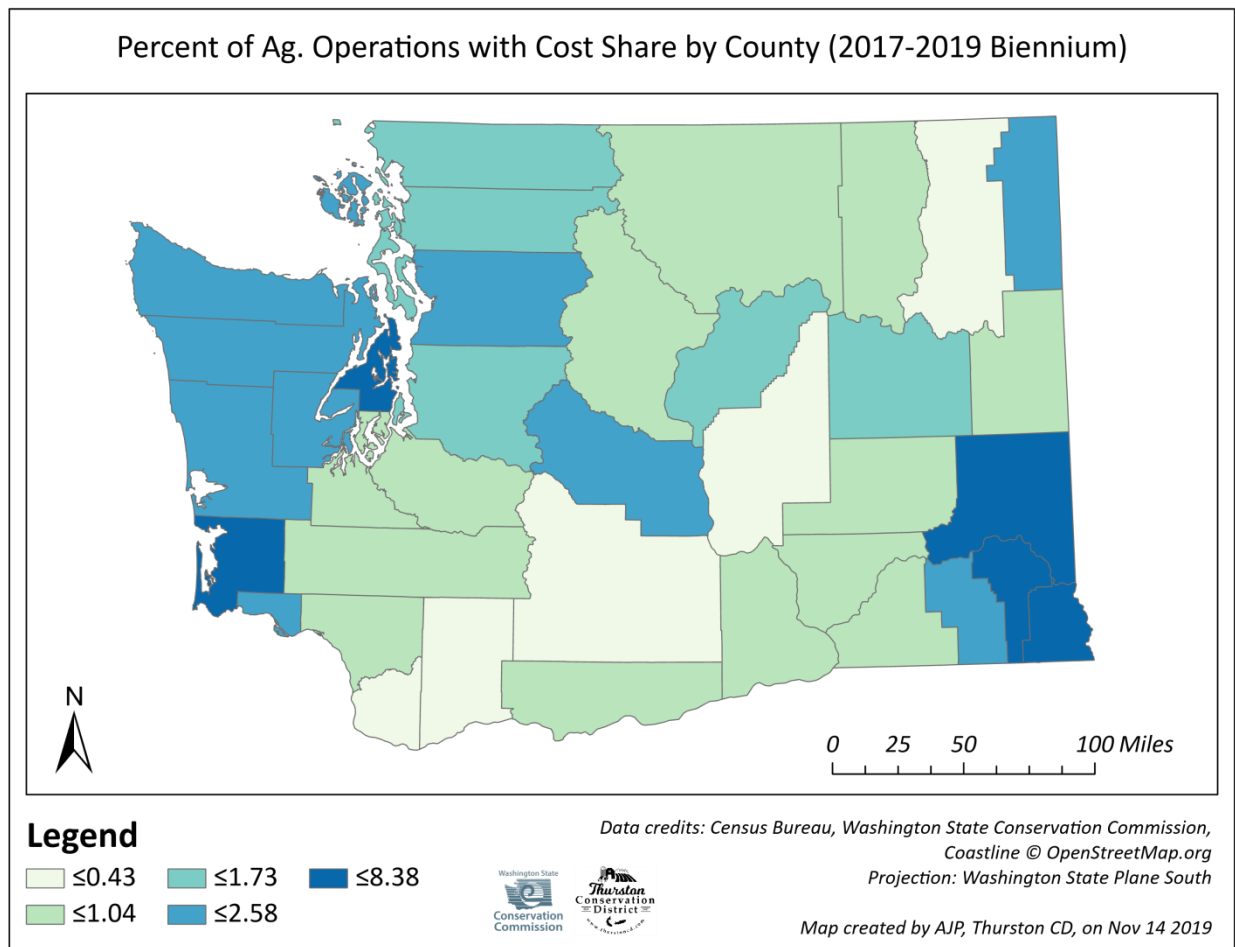 Percent of Ag. Operations with Cost Share by County (2017-2019 Biennium)
N
0 25 50 100 Miles
Legend
≤0.43 ≤1.73 ≤8.38
≤1.04 ≤2.58
Washington State
Conservation
Commission
Thurston
Conservation
District
www.thurstoncd.com
Data credits: Census Bureau, Washington State Conservation Commission,
Coastline © OpenStreetMap.org
Projection: Washington State Plane South
Map created by AJP, Thurston CD, on Nov 14 2019